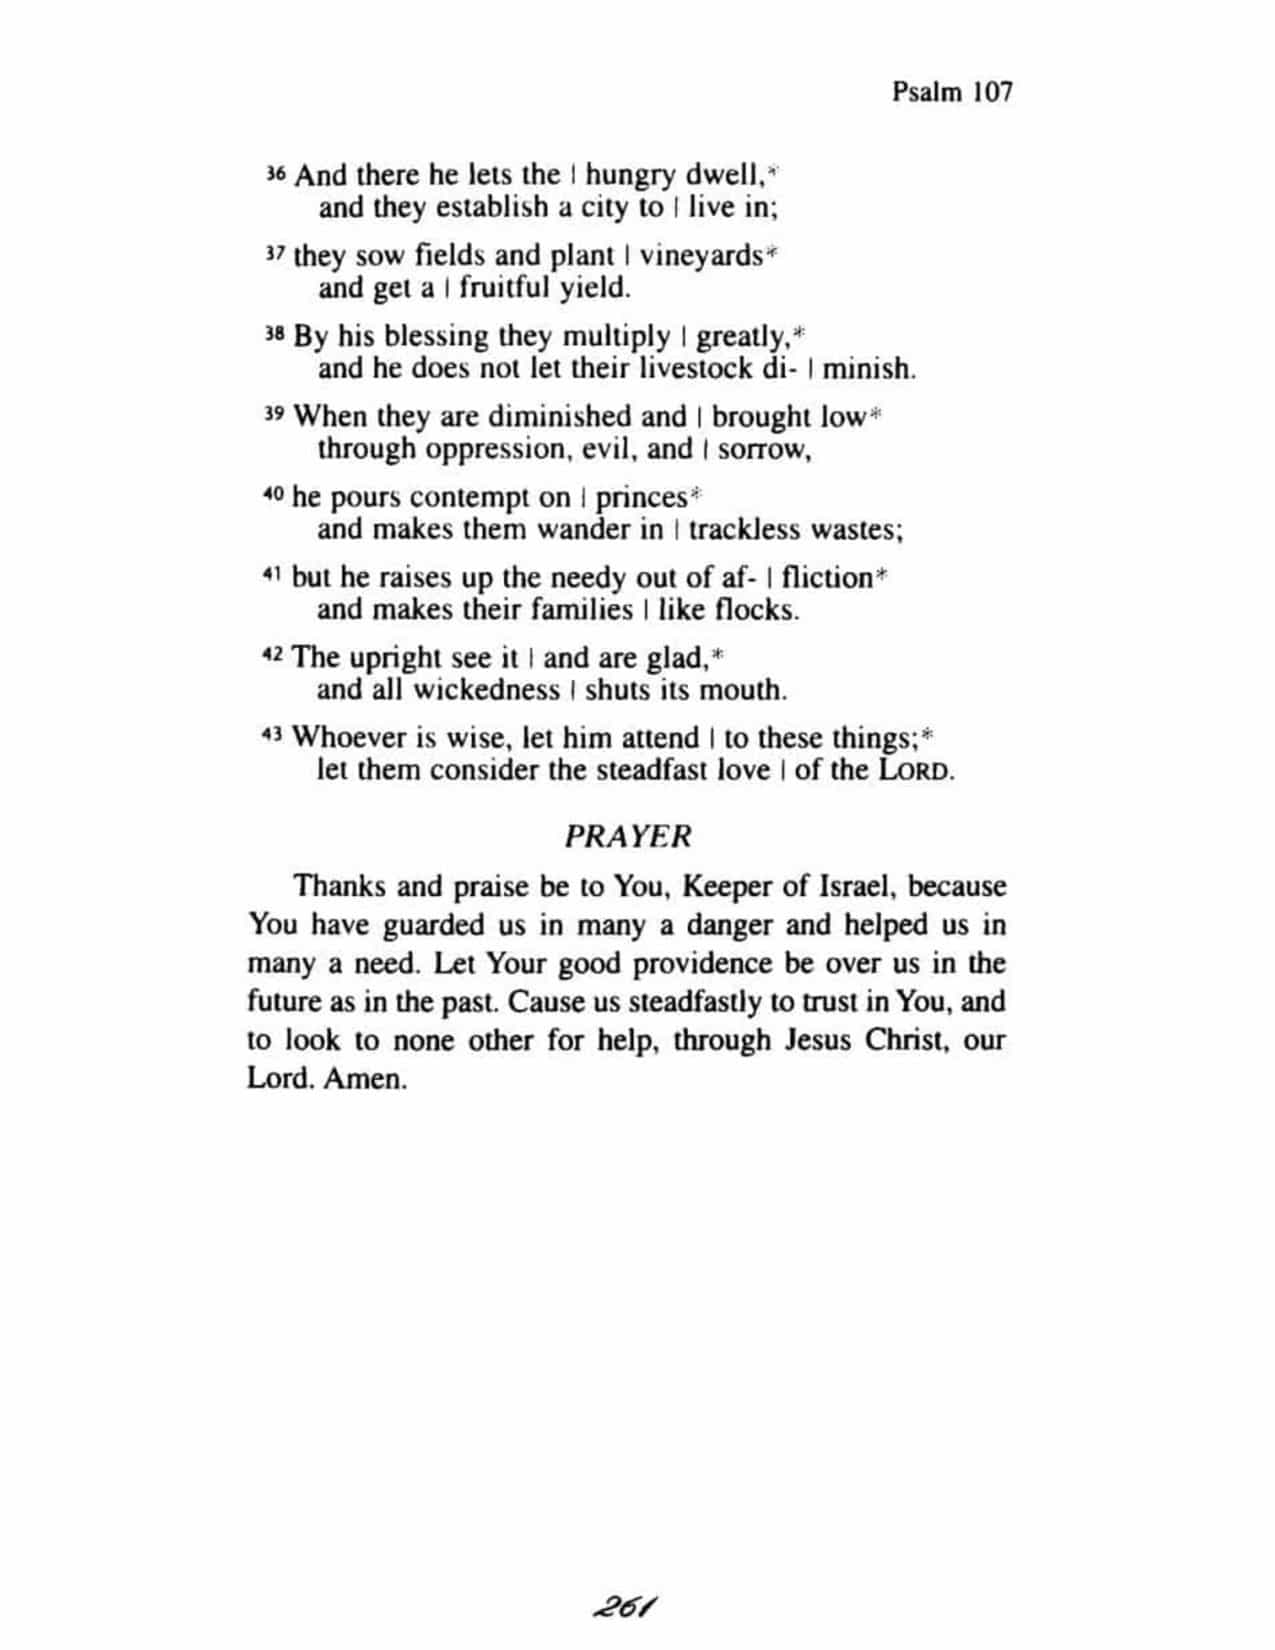 Psalm 107
36 And there he lets the | hungry dwell,*
and they establish a city to | live in;
37 they sow fields and plant | vineyards*
and get a | fruitful yield.
38 By his blessing they multiply | greatly,*
and he does not let their livestock di- | minish.
39 When they are diminished and | brought low*
through oppression, evil, and | sorrow,
40 he pours contempt on | princes*
and makes them wander in | trackless wastes;
41 but he raises up the needy out of af- | fliction*
and makes their families | like flocks.
42 The upright see it | and are glad,*
and all wickedness | shuts its mouth.
43 Whoever is wise, let him attend | to these things;*
let them consider the steadfast love | of the LORD.
PRAYER
Thanks and praise be to You, Keeper of Israel, because
You have guarded us in many a danger and helped us in
many a need. Let Your good providence be over us in the
future as in the past. Cause us steadfastly to trust in You, and
to look to none other for help, through Jesus Christ, our
Lord. Amen.
261